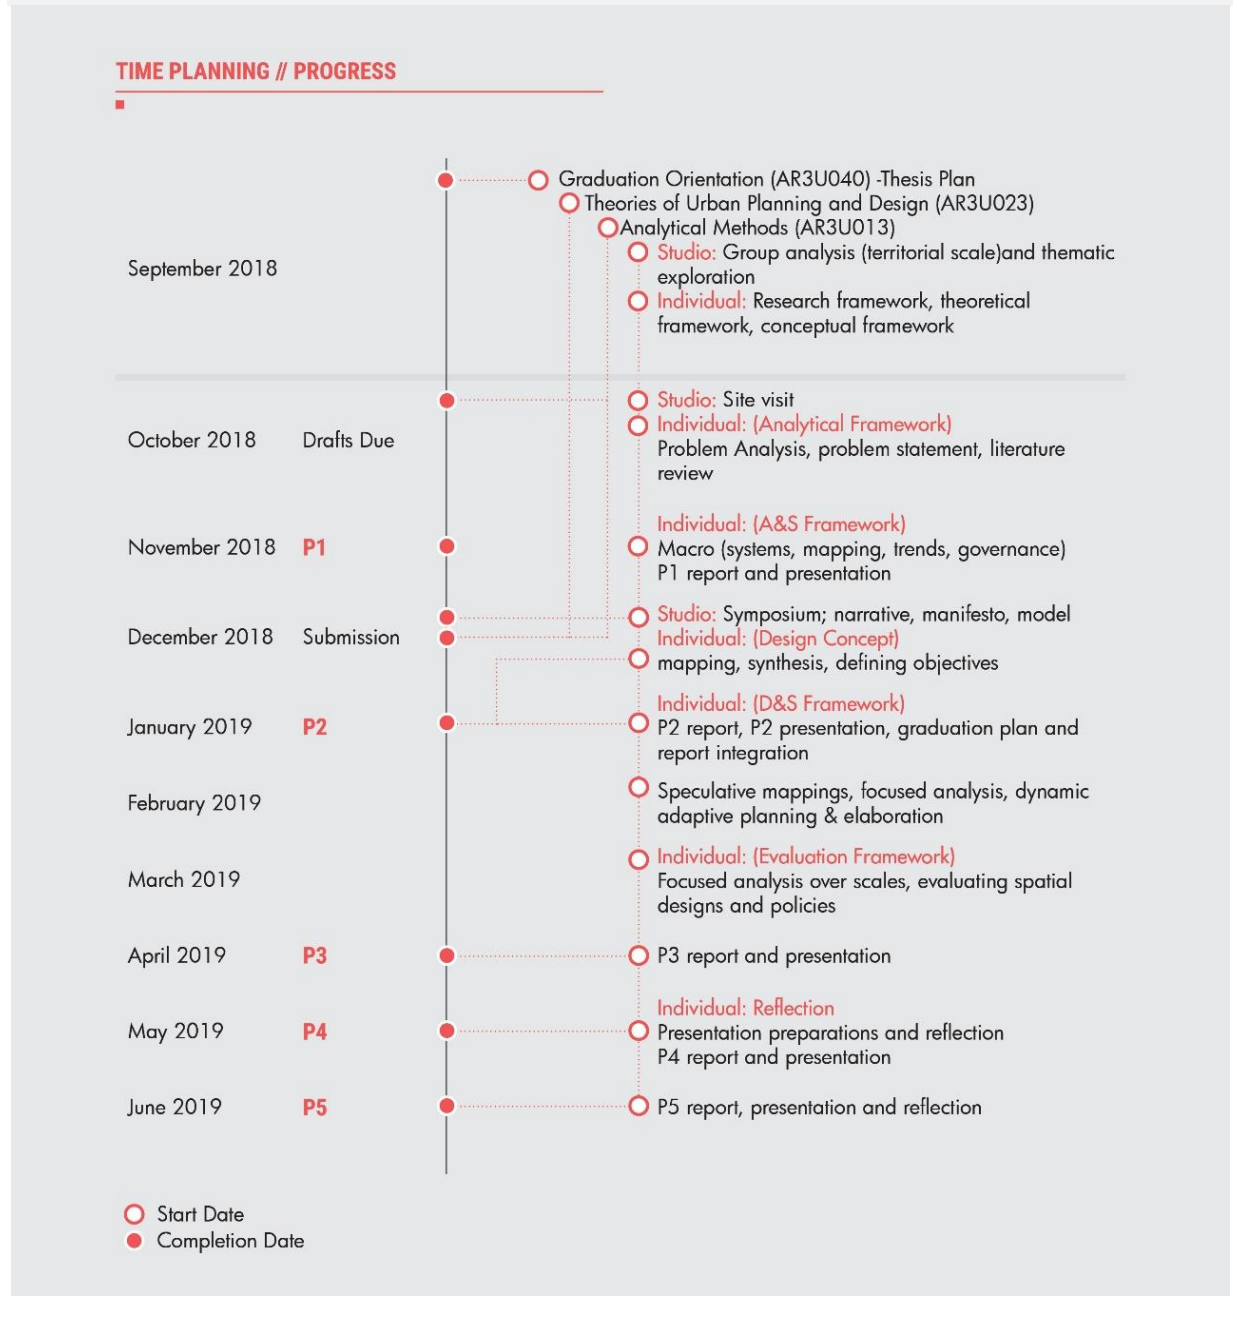 TIME PLANNING // PROGRESS
Graduation Orientation (AR3U040) -Thesis Plan
Theories of Urban Planning and Design (AR3U023)
Analytical Methods (AR3U013)
Studio: Group analysis (territorial scale)and thematic
exploration
September 2018
Individual: Research framework, theoretical
framework, conceptual framework
Studio: Site visit
Individual: (Analytical Framework)
October 2018 Drafts Due
Problem Analysis, problem statement, literature
review
Individual: (A&S Framework)
November 2018 P1
Macro (systems, mapping, trends, governance)
P1 report and presentation
Studio: Symposium; narrative, manifesto, model
December 2018 Submission
Individual: (Design Concept)
mapping, synthesis, defining objectives
Individual: (D&S Framework)
January 2019 P2
P2 report, P2 presentation, graduation plan and
report integration
February 2019
Speculative mappings, focused analysis, dynamic
adaptive planning & elaboration
Individual: (Evaluation Framework)
March 2019
Focused analysis over scales, evaluating spatial
designs and policies
April 2019 P3
P3 report and presentation
Individual: Reflection
May 2019 P4
Presentation preparations and reflection
P4 report and presentation
June 2019 P5
P5 report, presentation and reflection
Start Date
Completion Date